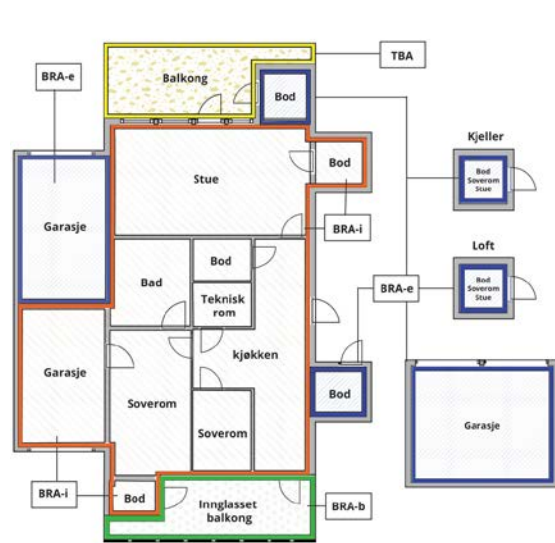 TBA
BRA-e
Balkong
Bod
Kjeller
Stue
Bod
Bod
Soverom
Stue
Garasje
BRA-i
Loft
Bad
Bod
Teknisk
rom
BRA-e
Bod
Soverom
Stue
Garasje
kjøkken
Bod
Soverom
Soverom
Garasje
BRA-i
Bod
Innglasset
balkong
BRA-b